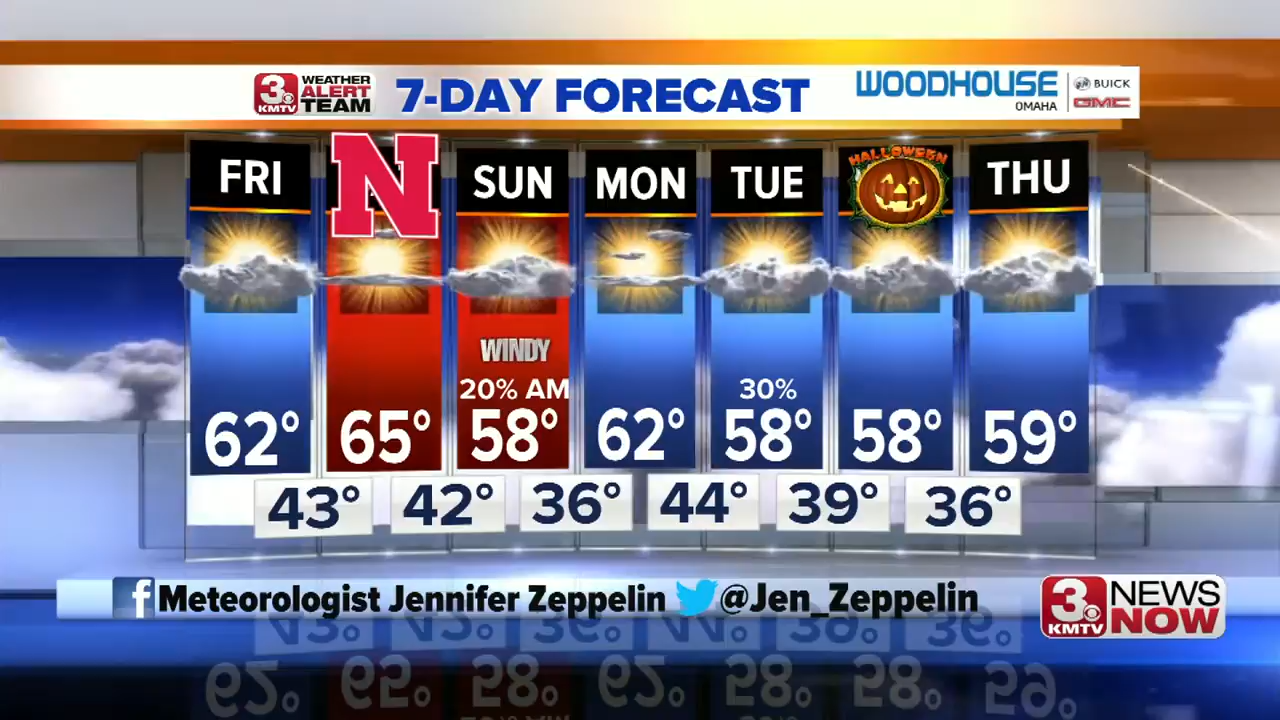 3 KMTV WEATHER ALERT TEAM
7-DAY FORECAST
WOODHOUSE
OMAHA
BUICK
GMC
FRI N SUN MON TUE HALLOWEEN THU
WINDY
20% AM 30%
62° 65° 58° 62° 58° 58° 59°
43° 42° 36° 44° 39° 36°
f Meteorologist Jennifer Zeppelin @Jen_Zeppelin
3 KMTV NEWS NOW